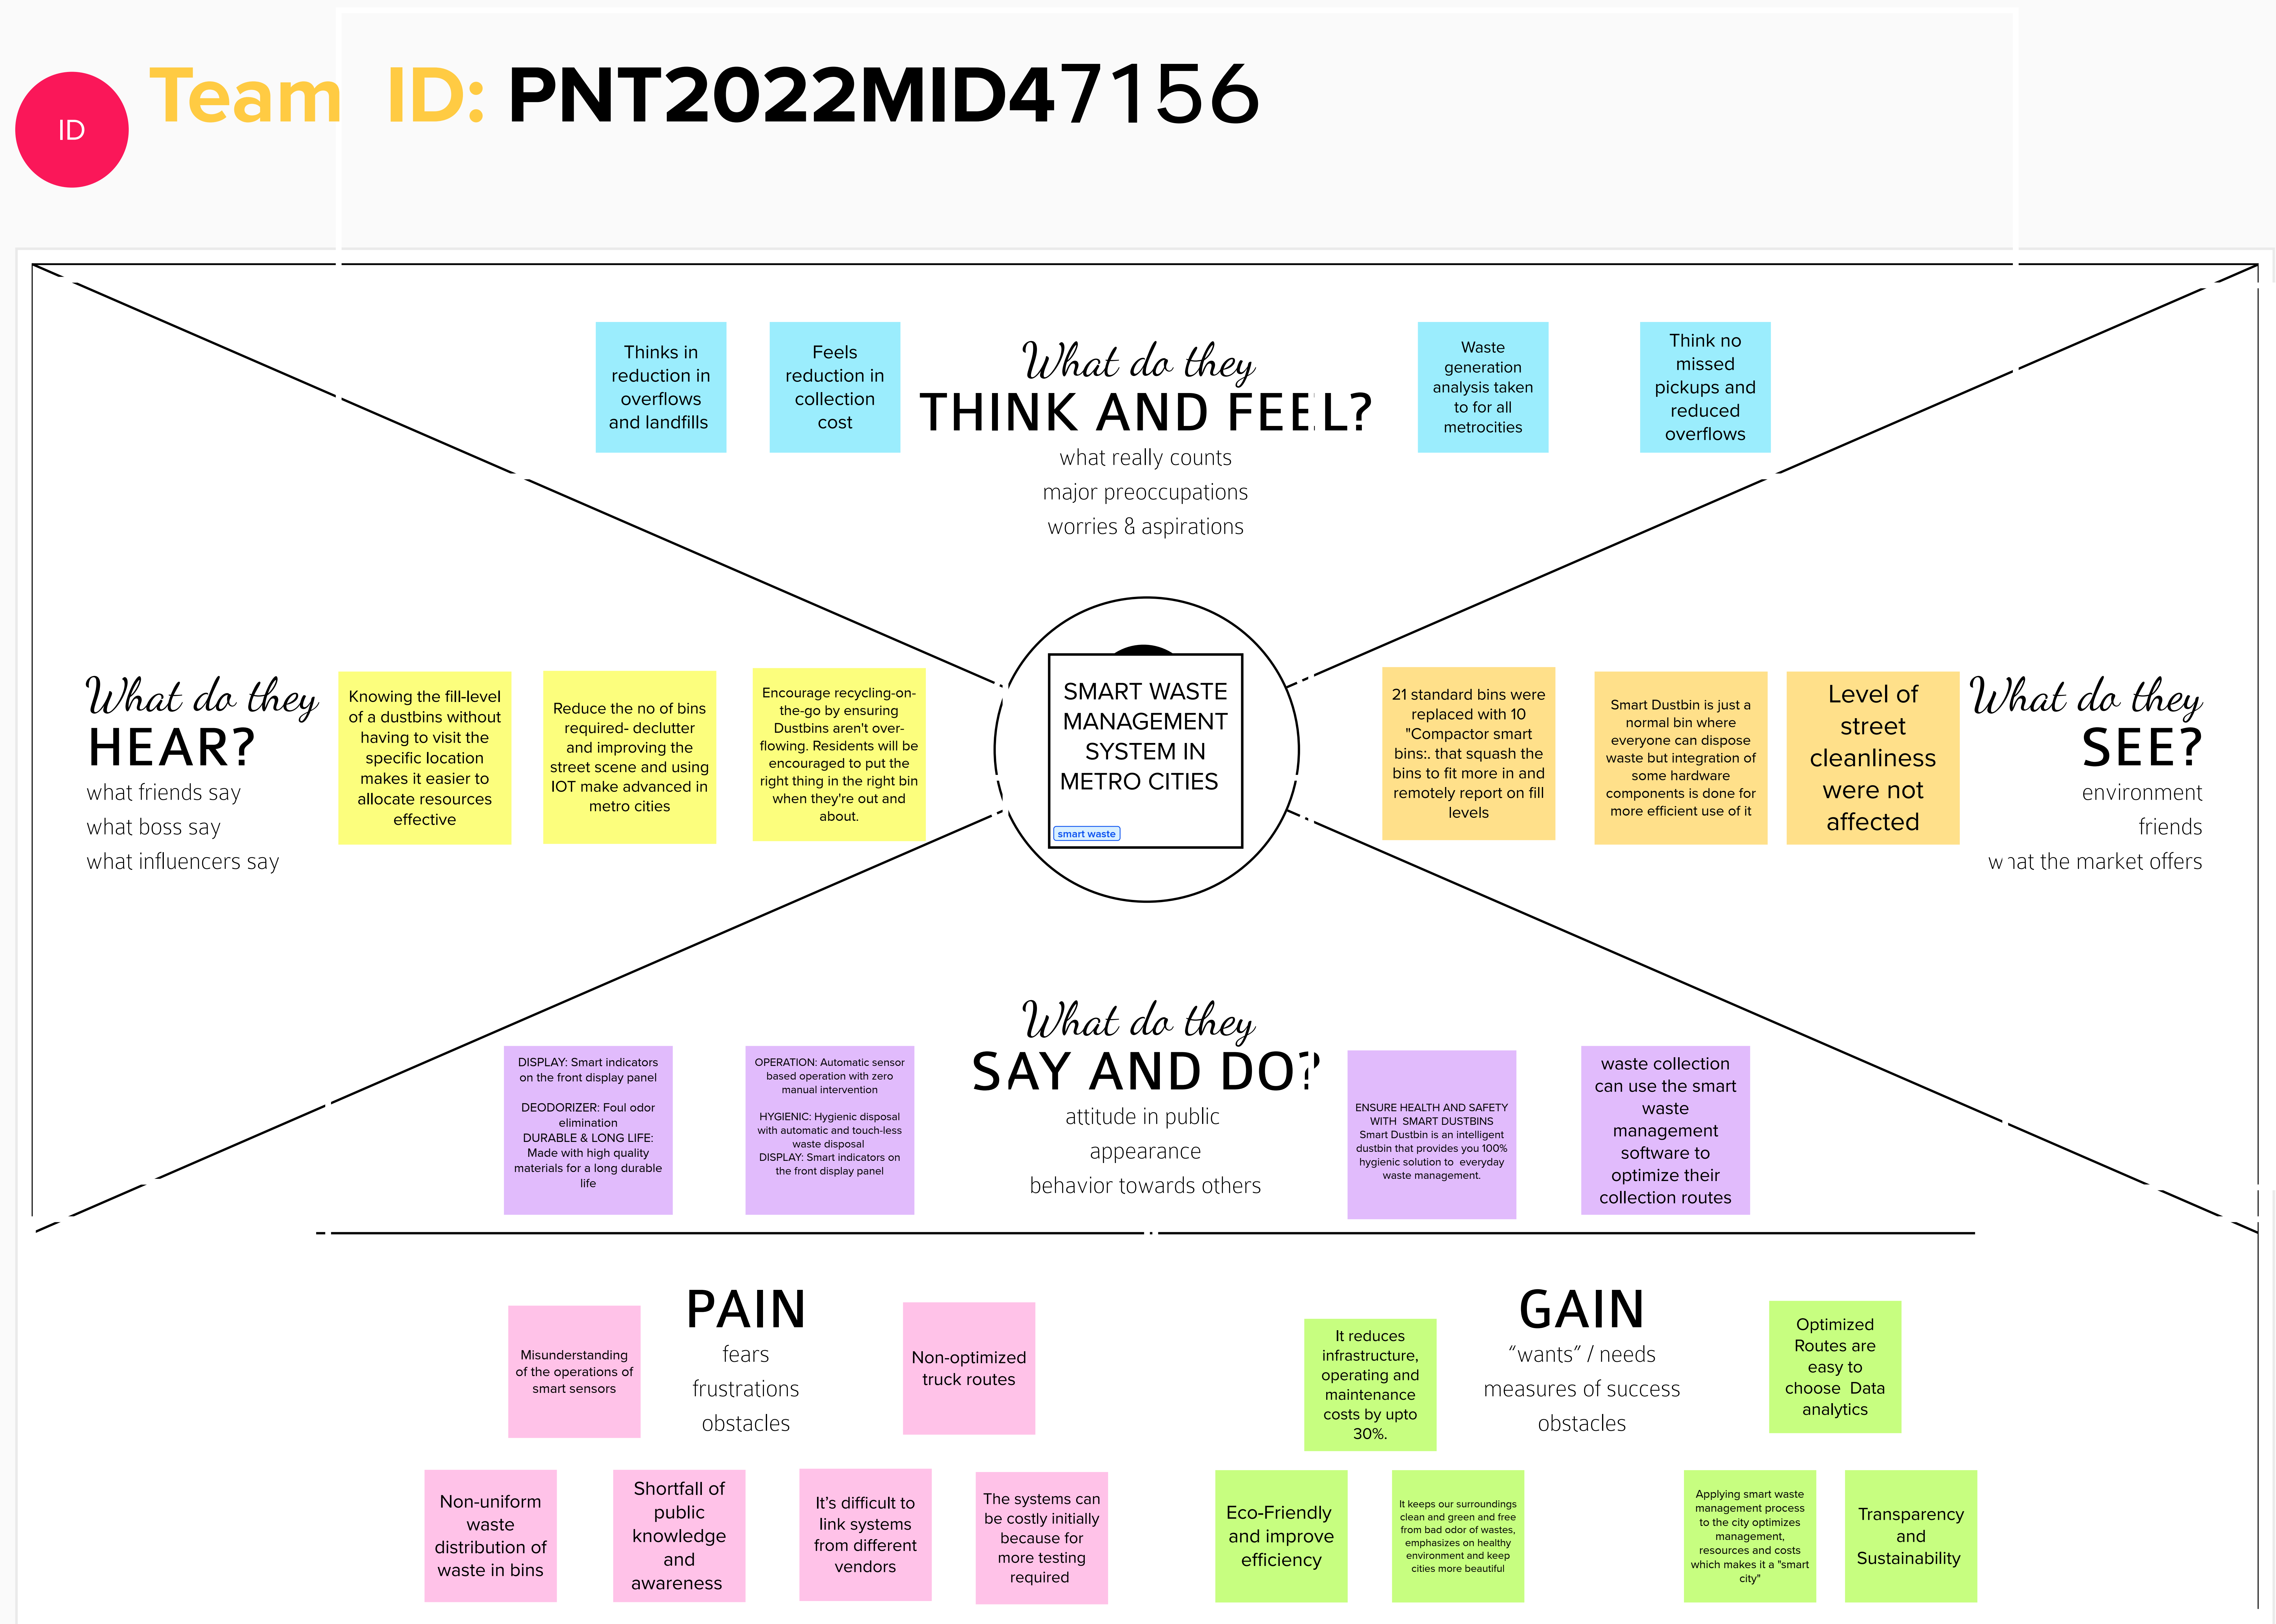 ID
Team ID: PNT2022MID47156
Thinks in
reduction in
overflows
and landfills
Feels
reduction in
collection
cost
What do they
THINK AND FEEL?
what really counts
major preoccupations
worries & aspirations
Waste
generation
analysis taken
to for all
metrocities
Think no
missed
pickups and
reduced
overflows
What do they
HEAR?
what friends say
what boss say
what influencers say
Knowing the fill-level
of a dustbins without
having to visit the
specific location
makes it easier to
allocate resources
effective
Reduce the no of bins
required- declutter
and improving the
street scene and using
IOT make advanced in
metro cities
Encourage recycling-on-
the-go by ensuring
Dustbins aren't over-
flowing. Residents will be
encouraged to put the
right thing in the right bin
when they're out and
about.
SMART WASTE
MANAGEMENT
SYSTEM IN
METRO CITIES
smart waste
21 standard bins were
replaced with 10
"Compactor smart
bins:. that squash the
bins to fit more in and
remotely report on fill
levels
Smart Dustbin is just a
normal bin where
everyone can dispose
waste but integration of
some hardware
components is done for
more efficient use of it
Level of
street
cleanliness
were not
affected
What do they
SEE?
environment
friends
what the market offers
DISPLAY: Smart indicators
on the front display panel
DEODORIZER: Foul odor
elimination
DURABLE & LONG LIFE:
Made with high quality
materials for a long durable
life
OPERATION: Automatic sensor
based operation with zero
manual intervention
HYGIENIC: Hygienic disposal
with automatic and touch-less
waste disposal
DISPLAY: Smart indicators on
the front display panel
What do they
SAY AND DO?
attitude in public
appearance
behavior towards others
ENSURE HEALTH AND SAFETY
WITH SMART DUSTBINS
Smart Dustbin is an intelligent
dustbin that provides you 100%
hygienic solution to everyday
waste management.
waste collection
can use the smart
waste
management
software to
optimize their
collection routes
PAIN
fears
frustrations
obstacles
Misunderstanding
of the operations of
smart sensors
Non-optimized
truck routes
Non-uniform
waste
distribution of
waste in bins
Shortfall of
public
knowledge
and
awareness
It's difficult to
link systems
from different
vendors
The systems can
be costly initially
because for
more testing
required
GAIN
“wants” / needs
measures of success
obstacles
It reduces
infrastructure,
operating and
maintenance
costs by upto
30%.
Optimized
Routes are
easy to
choose Data
analytics
Eco-Friendly
and improve
efficiency
It keeps our surroundings
clean and green and free
from bad odor of wastes,
emphasizes on healthy
environment and keep
cities more beautiful
Applying smart waste
management process
to the city optimizes
management,
resources and costs
which makes it a "smart
city"
Transparency
and
Sustainability